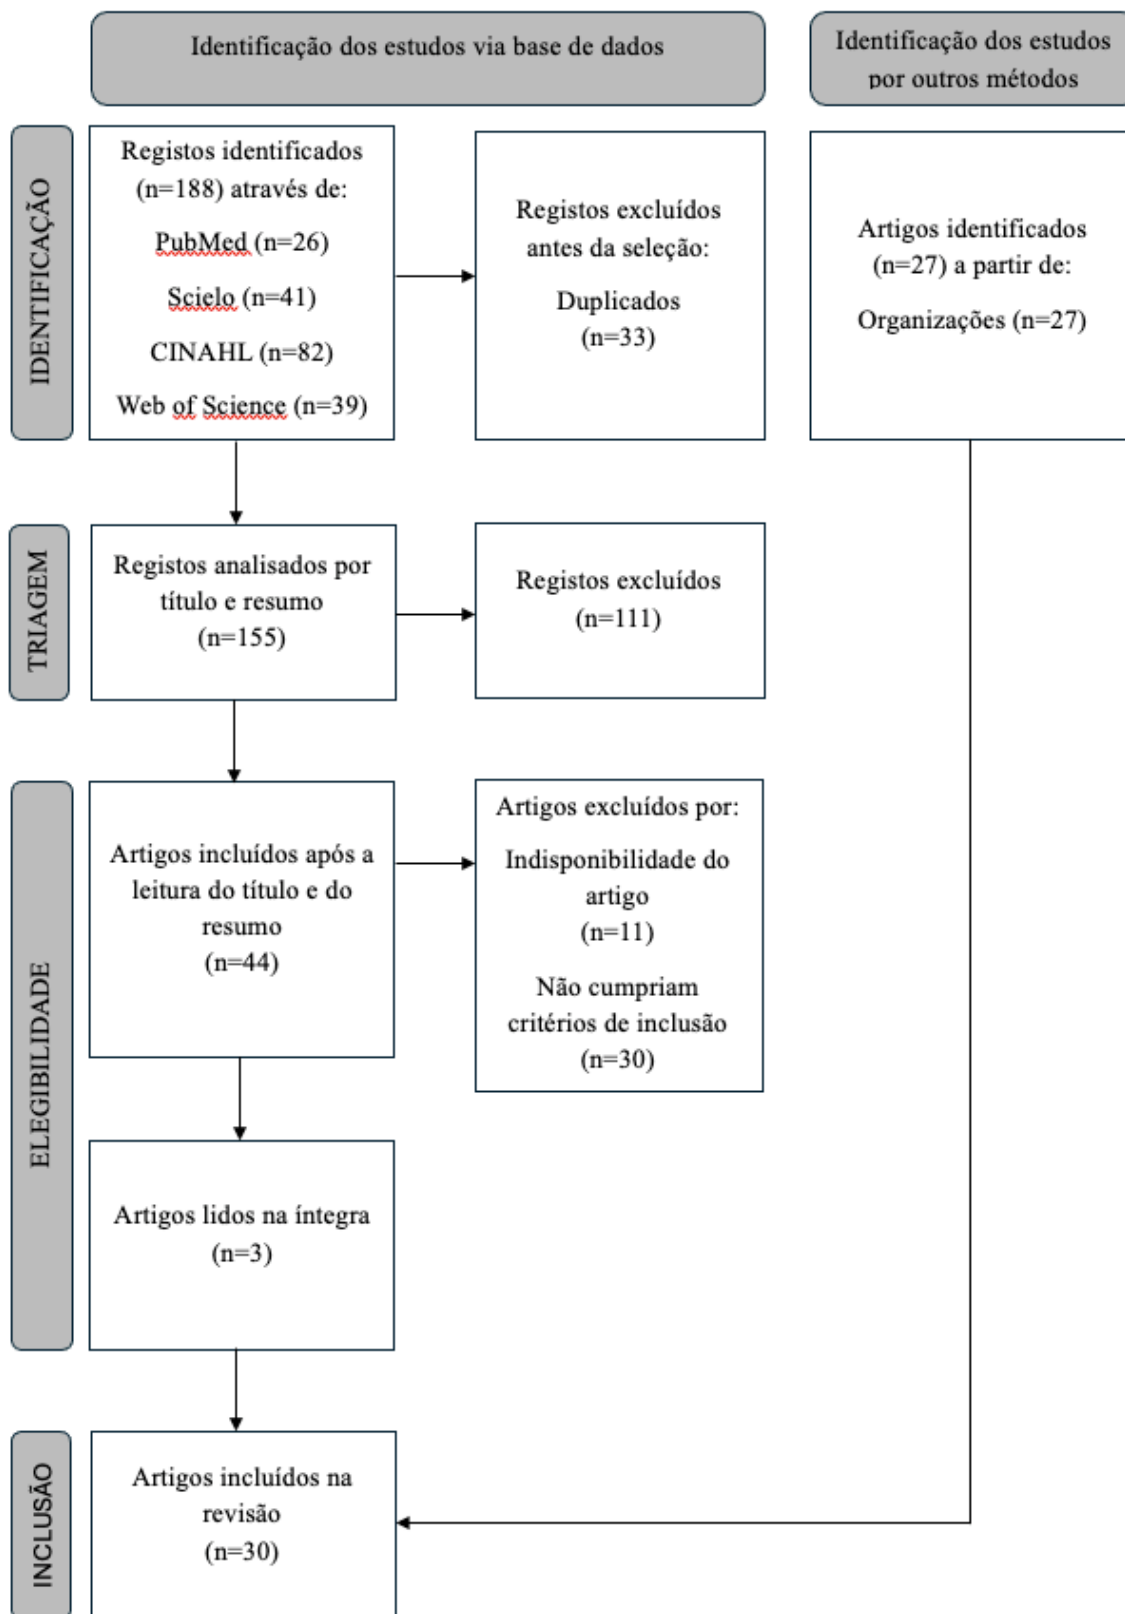 Identificação dos estudos via base de dados
Identificação dos estudos
por outros métodos
IDENTIFICAÇÃO
Registos identificados
(n=188) através de:
PubMed (n=26)
Scielo (n=41)
CINAHL (n=82)
Web of Science (n=39)
Registos excluídos
antes da seleção:
Duplicados
(n=33)
Artigos identificados
(n=27) a partir de:
Organizações (n=27)
TRIAGEM
Registos analisados por
título e resumo
(n=155)
Registos excluídos
(n=111)
ELEGIBILIDADE
Artigos incluídos após a
leitura do título e do
resumo
(n=44)
Artigos excluídos por:
Indisponibilidade do
artigo
(n=11)
Não cumpriam
critérios de inclusão
(n=30)
Artigos lidos na íntegra
(n=3)
INCLUSÃO
Artigos incluídos na
revisão
(n=30)